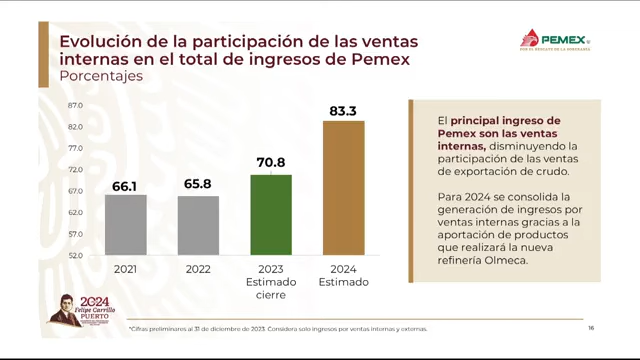 Evolución de la participación de las ventas
internas en el total de ingresos de Pemex
Porcentajes
PEMEX
POR EL RESCATE DE LA SOBERANÍA
87.0
82.0
77.0
72.0
67.0
62.0
57.0
52.0
66.1
65.8
70.8
83.3
2021
2022
2023
Estimado
cierre
2024
Estimado
El principal ingreso de
Pemex son las ventas
internas, disminuyendo la
participación de las ventas
de exportación de crudo.
Para 2024 se consolida la
generación de ingresos por
ventas internas gracias a la
aportación de productos
que realizará la nueva
refinería Olmeca.
2024
Felipe Carrillo
PUERTO
*Cifras preliminares al 31 de diciembre de 2023. Considera solo ingresos por ventas internas y externas.
16